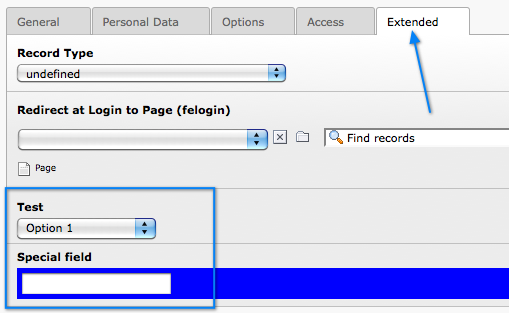 General Personal Data Options Access Extended
Record Type
undefined
Redirect at Login to Page (felogin)
Find records
Page
Test
Option 1
Special field